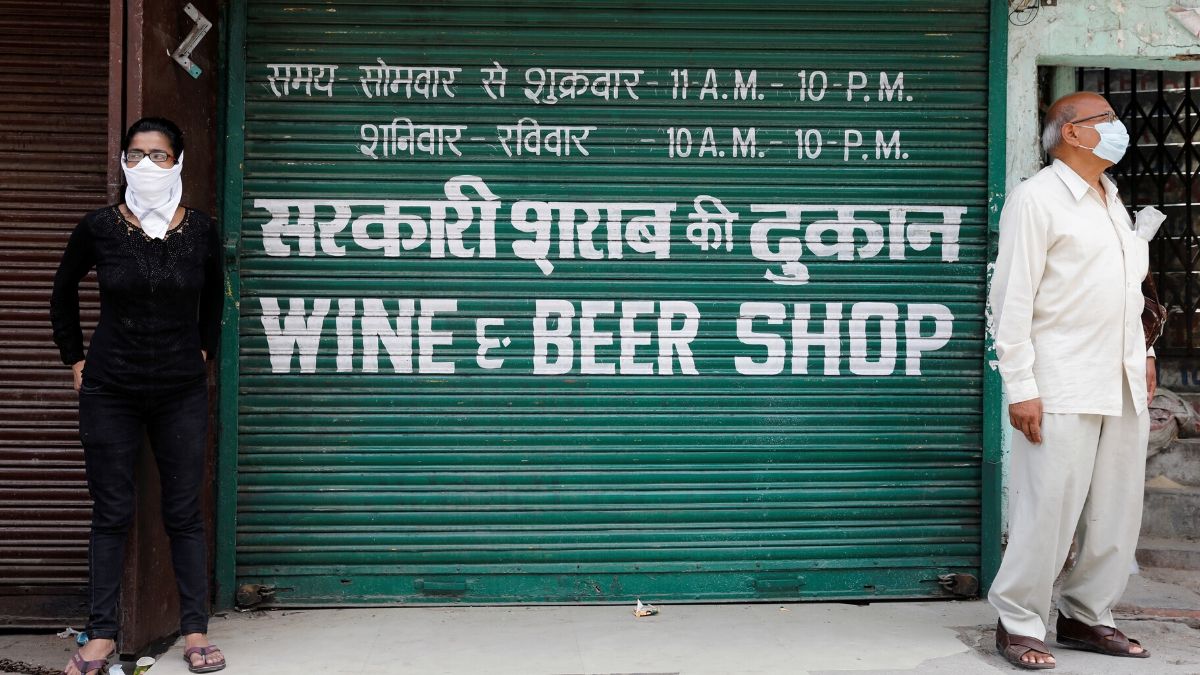 समय - सोमवार से शुक्रवार - 11 A.M. - 10 - P.M.
शनिवार - रविवार - 10 A.M. - 10 P.M.
सरकारी शराब की दुकान
WINE & BEER SHOP